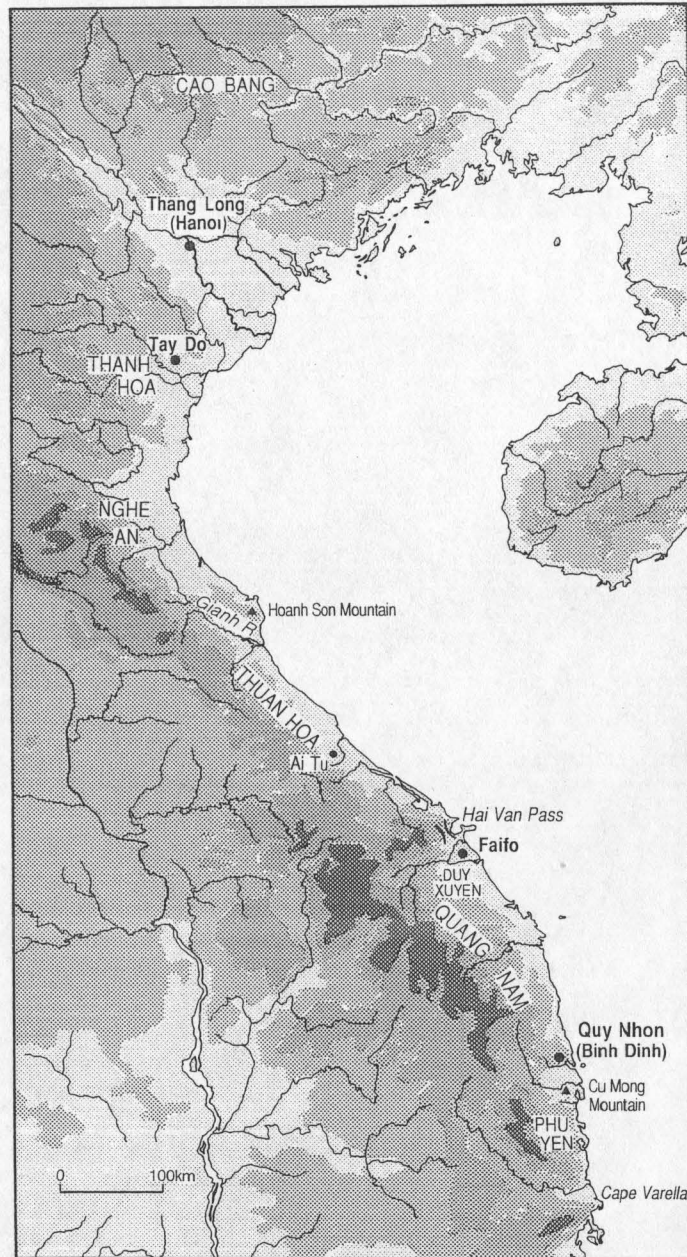 CAO BANG
Thang Long
(Hanoi)
Tay Do
THANH
HOA
NGHE
AN
Gianh R.
Hoanh Son Mountain
THUAN HOA
Ai Tu
Hai Van Pass
Faifo
DUY
XUYEN
QUANG NAM
Quy Nhon
(Binh Dinh)
Cu Mong
Mountain
PHU
YEN
0 100km
Cape Varella